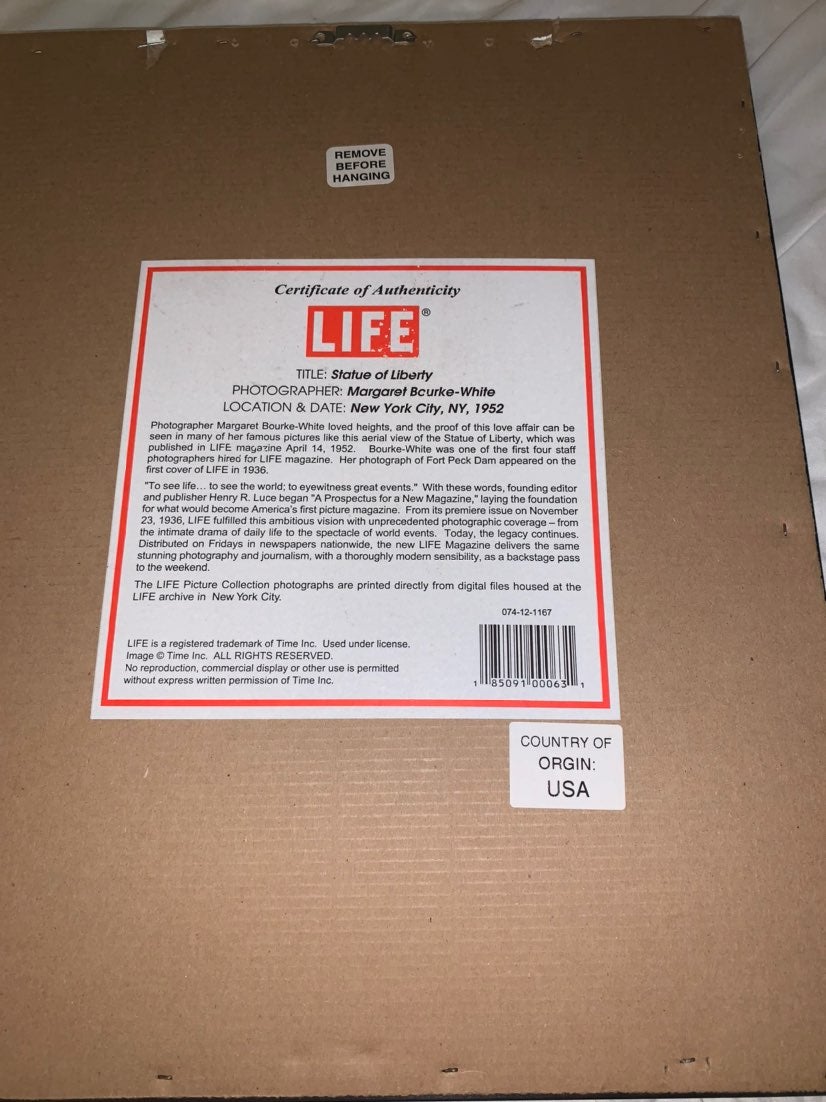 REMOVE
BEFORE
HANGING
Certificate of Authenticity
LIFE®
TITLE: Statue of Liberty
PHOTOGRAPHER: Margaret Bourke-White
LOCATION & DATE: New York City, NY, 1952
Photographer Margaret Bourke-White loved heights, and the proof of this love affair can be
seen in many of her famous pictures like this aerial view of the Statue of Liberty, which was
published in LIFE magazine April 14, 1952. Bourke-White was one of the first four staff
photographers hired for LIFE magazine. Her photograph of Fort Peck Dam appeared on the
first cover of LIFE in 1936.
"To see life... to see the world; to eyewitness great events." With these words, founding editor
and publisher Henry R. Luce began "A Prospectus for a New Magazine," laying the foundation
for what would become America's first picture magazine. From its premiere issue on November
23, 1936, LIFE fulfilled this ambitious vision with unprecedented photographic coverage – from
the intimate drama of daily life to the spectacle of world events. Today, the legacy continues.
Distributed on Fridays in newspapers nationwide, the new LIFE Magazine delivers the same
stunning photography and journalism, with a thoroughly modern sensibility, as a backstage pass
to the weekend.
The LIFE Picture Collection photographs are printed directly from digital files housed at the
LIFE archive in New York City.
074-12-1167
LIFE is a registered trademark of Time Inc. Used under license.
Image © Time Inc. ALL RIGHTS RESERVED.
No reproduction, commercial display or other use is permitted
without express written permission of Time Inc.
1 85091 00063 1
COUNTRY OF
ORGIN:
USA